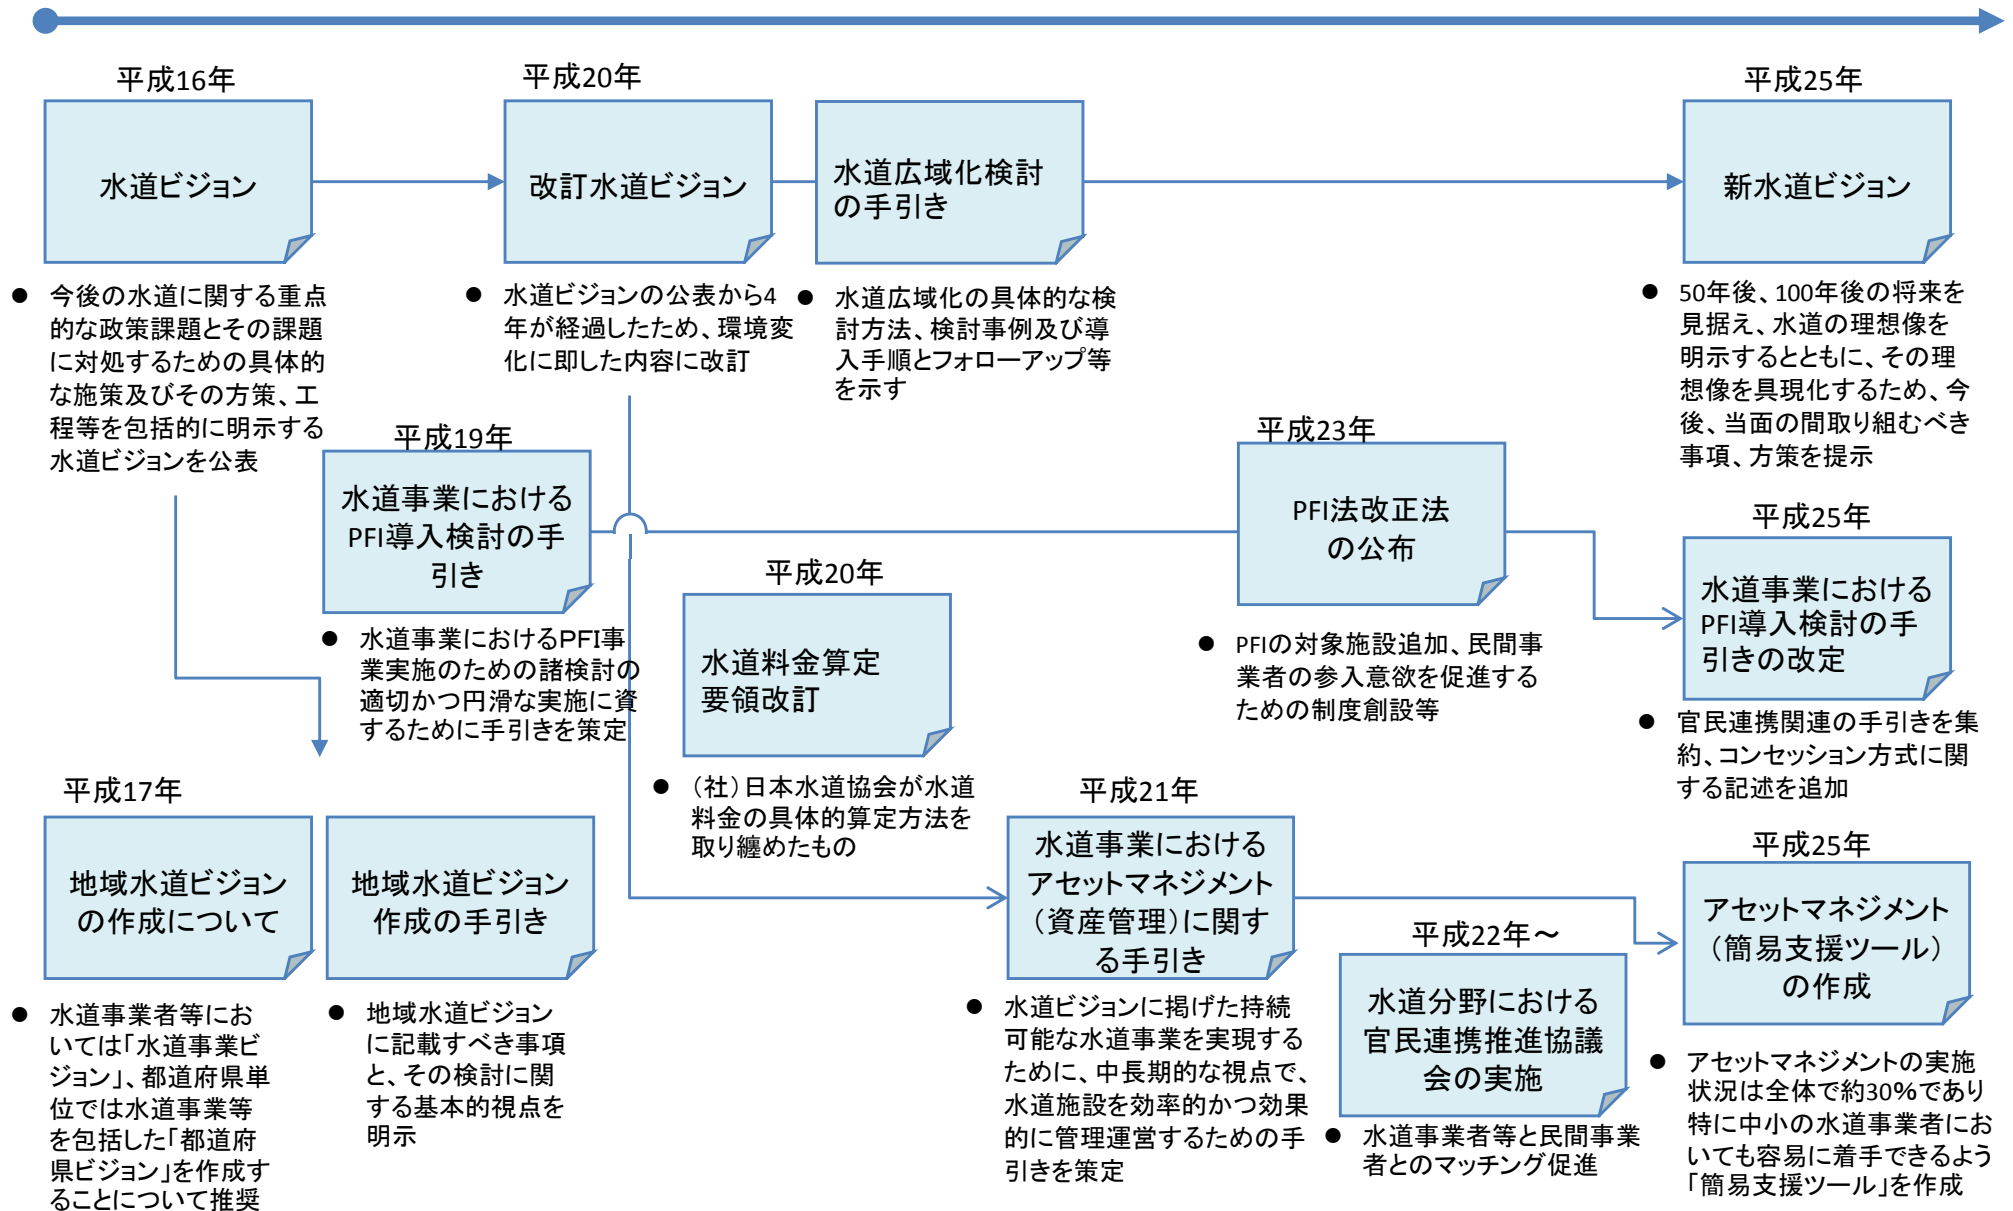 平成16年
水道ビジョン
● 今後の水道に関する重点
的な政策課題とその課題
に対処するための具体的
な施策及びその方策、工
程等を包括的に明示する
水道ビジョンを公表
平成20年
改訂水道ビジョン
● 水道ビジョンの公表から4
年が経過したため、環境変
化に即した内容に改訂
水道広域化検討
の手引き
● 水道広域化の具体的な検
討方法、検討事例及び導
入手順とフォローアップ等
を示す
平成25年
新水道ビジョン
● 50年後、100年後の将来を
見据え、水道の理想像を
明示するとともに、その理
想像を具現化するため、今
後、当面の間取り組むべき
事項、方策を提示
平成19年
水道事業における
PFI導入検討の手
引き
● 水道事業におけるPFI事
業実施のための諸検討の
適切かつ円滑な実施に資
するために手引きを策定
平成20年
水道料金算定
要領改訂
● （社）日本水道協会が水道
料金の具体的算定方法を
取り纏めたもの
平成23年
PFI法改正法
の公布
● PFIの対象施設追加、民間事
業者の参入意欲を促進する
ための制度創設等
平成25年
水道事業における
PFI導入検討の手
引きの改定
● 官民連携関連の手引きを集
約、コンセッション方式に関
する記述を追加
平成17年
地域水道ビジョン
の作成について
● 水道事業者等にお
いては「水道事業ビ
ジョン」、都道府県単
位では水道事業等
を包括した「都道府
県ビジョン」を作成す
ることについて推奨
地域水道ビジョン
作成の手引き
● 地域水道ビジョン
に記載すべき事項
と、その検討に関
する基本的視点を
明示
平成21年
水道事業における
アセットマネジメント
（資産管理）に関す
る手引き
● 水道ビジョンに掲げた持続
可能な水道事業を実現する
ために、中長期的な視点で、
水道施設を効率的かつ効果
的に管理運営するための手
引きを策定
平成22年～
水道分野における
官民連携推進協議
会の実施
● 水道事業者等と民間事業
者とのマッチング促進
平成25年
アセットマネジメント
（簡易支援ツール）
の作成
● アセットマネジメントの実施
状況は全体で約30％であり
特に中小の水道事業者にお
いても容易に着手できるよう
「簡易支援ツール」を作成